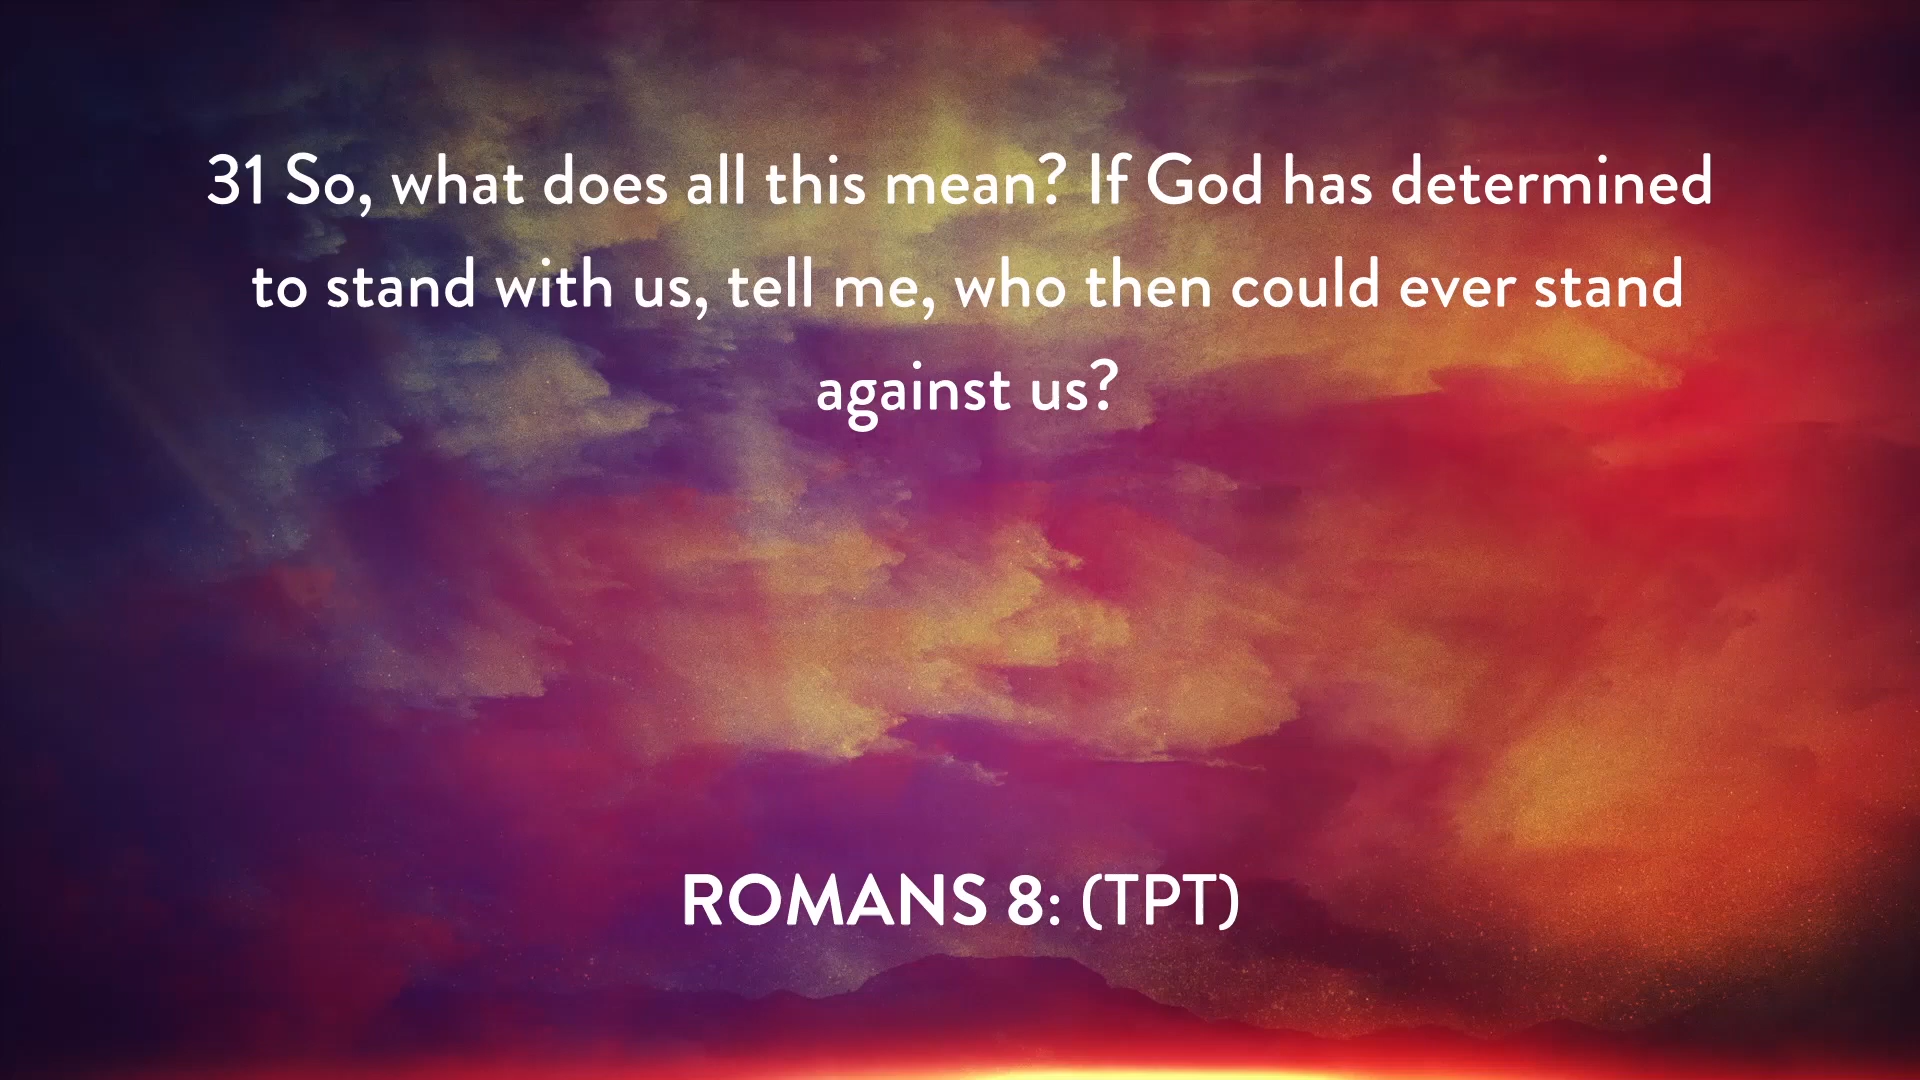 31 So, what does all this mean? If God has determined
to stand with us, tell me, who then could ever stand
against us?
ROMANS 8: (TPT)